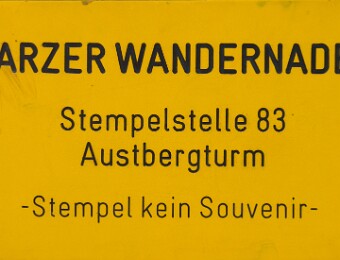 ARZER WANDERNADE
Stempelstelle 83
Austbergturm
-Stempel kein Souvenir-